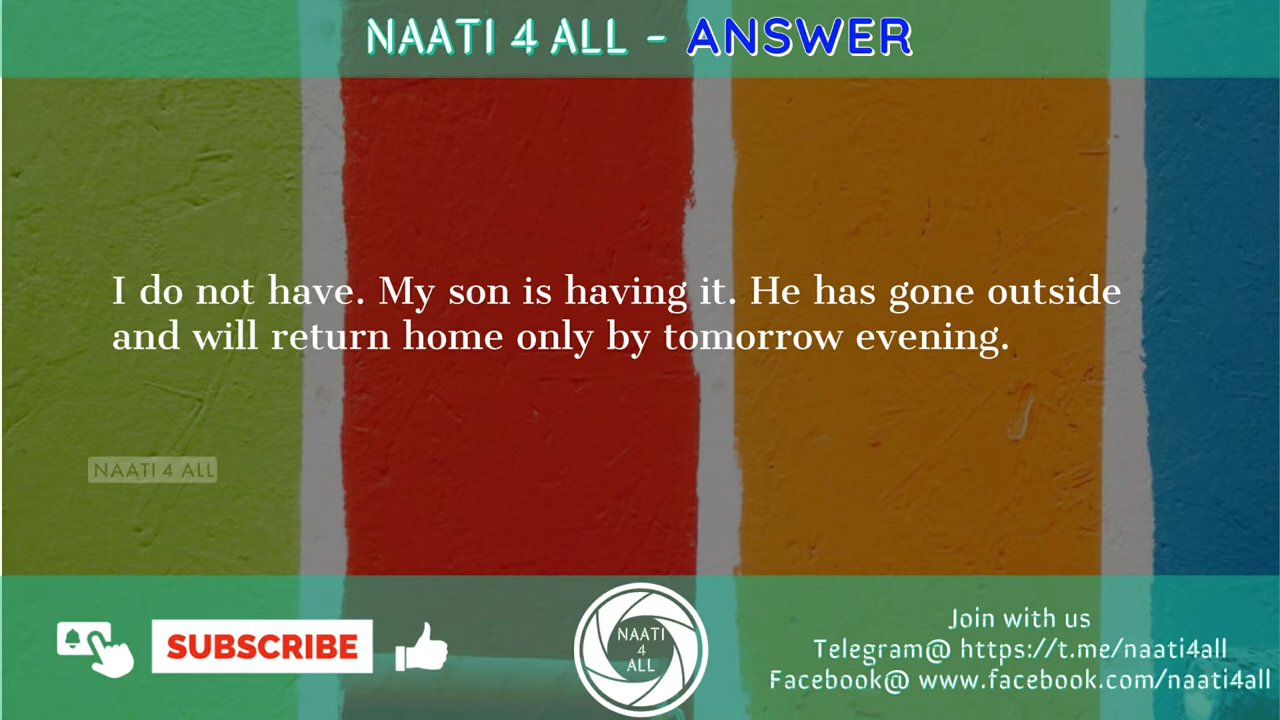 NAATI 4 ALL - ANSWER
I do not have. My son is having it. He has gone outside
and will return home only by tomorrow evening.
NAATI 4 ALL
SUBSCRIBE
NAATI
4
ALL
Join with us
Telegram@ https://t.me/naati4all
Facebook@ www.facebook.com/naati4all